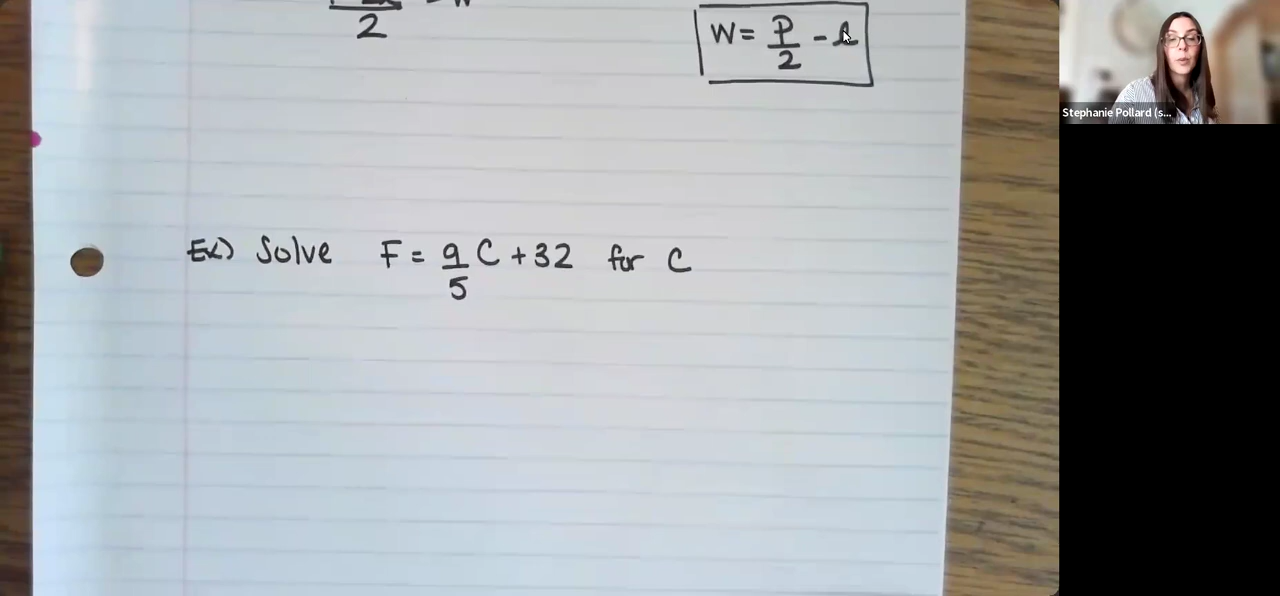 2
W = P/2 - l
Ex) Solve F = 9/5 C + 32 for C
Stephanie Pollard (s...